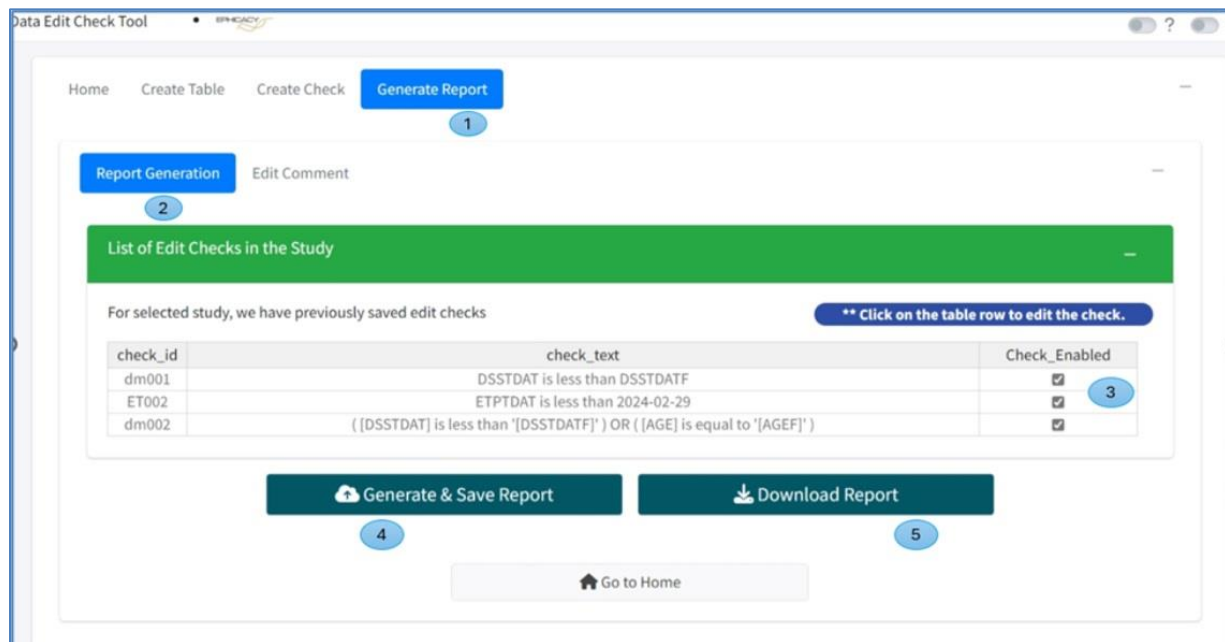 Data Edit Check Tool • EPHICACY ?
Home Create Table Create Check Generate Report
1
Report Generation Edit Comment
2
List of Edit Checks in the Study
For selected study, we have previously saved edit checks ** Click on the table row to edit the check.
check_id check_text Check_Enabled
dm001 DSSTDAT is less than DSSTDATF
3
ET002 ETPTDAT is less than 2024-02-29
dm002 ( [DSSTDAT] is less than '[DSSTDATF]' ) OR ( [AGE] is equal to '[AGEF]' )
Generate & Save Report Download Report
4 5
Go to Home